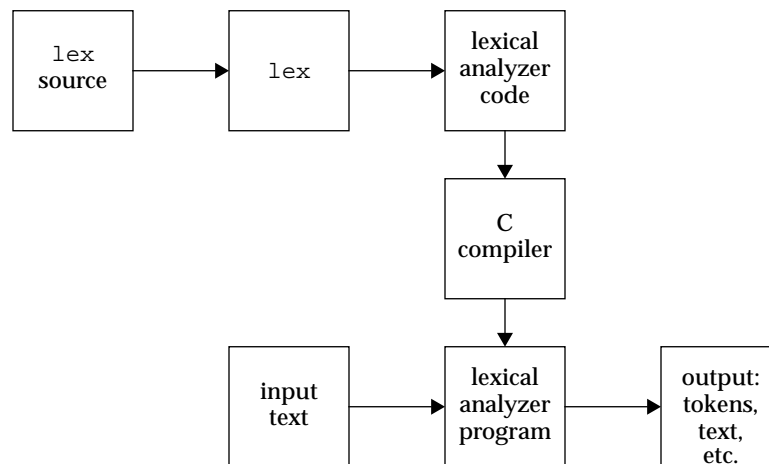 lex
source
lex
lexical
analyzer
code
C
compiler
input
text
lexical
analyzer
program
output:
tokens,
text,
etc.